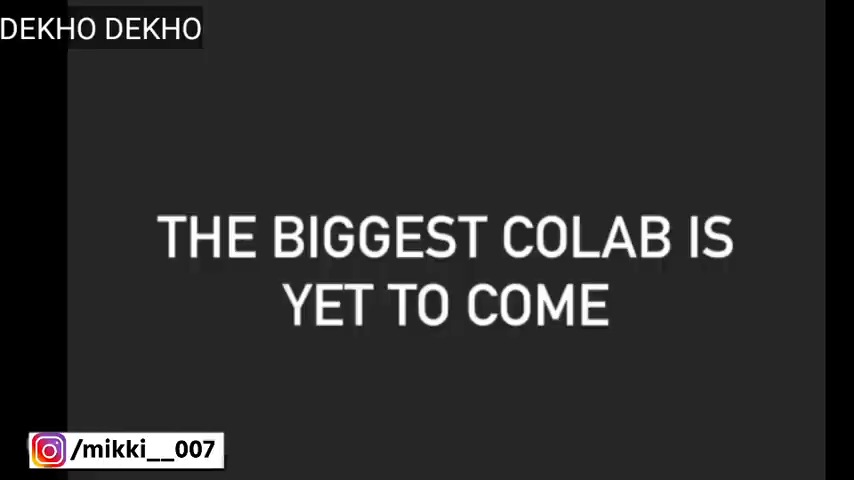 DEKHO DEKHO
THE BIGGEST COLAB IS
YET TO COME
/mikki__007